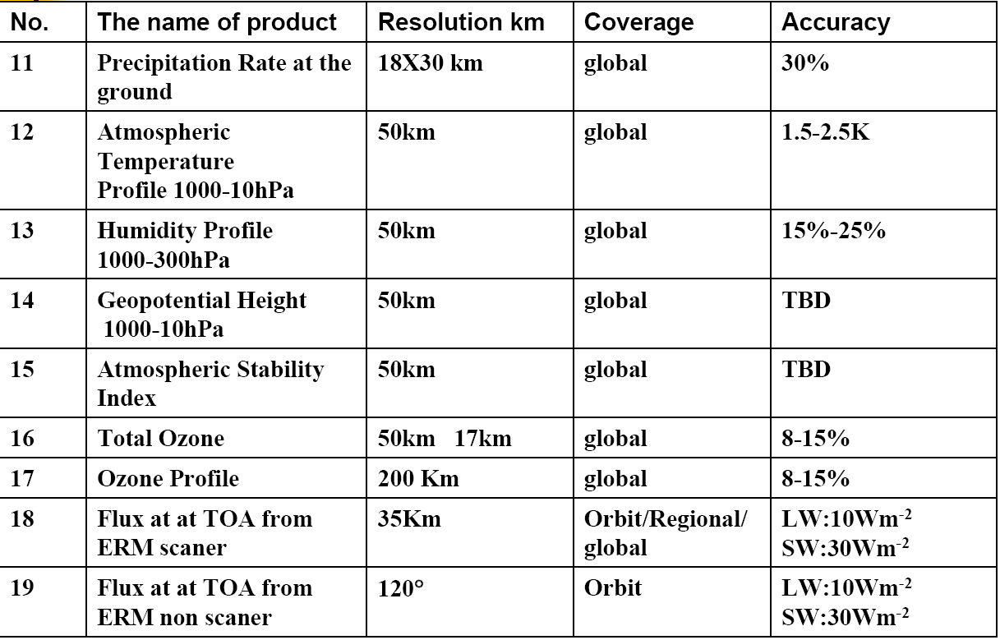 No. The name of product Resolution km Coverage Accuracy
11 Precipitation Rate at the 18X30 km global 30%
ground
12 Atmospheric 50km global 1.5-2.5K
Temperature
Profile 1000-10hPa
13 Humidity Profile 50km global 15%-25%
1000-300hPa
14 Geopotential Height 50km global TBD
1000-10hPa
15 Atmospheric Stability 50km global TBD
Index
16 Total Ozone 50km 17km global 8-15%
17 Ozone Profile 200 Km global 8-15%
18 Flux at at TOA from 35Km Orbit/Regional/ LW:10Wm-2
ERM scaner global SW:30Wm-2
19 Flux at at TOA from 120° Orbit LW:10Wm-2
ERM non scaner SW:30Wm-2